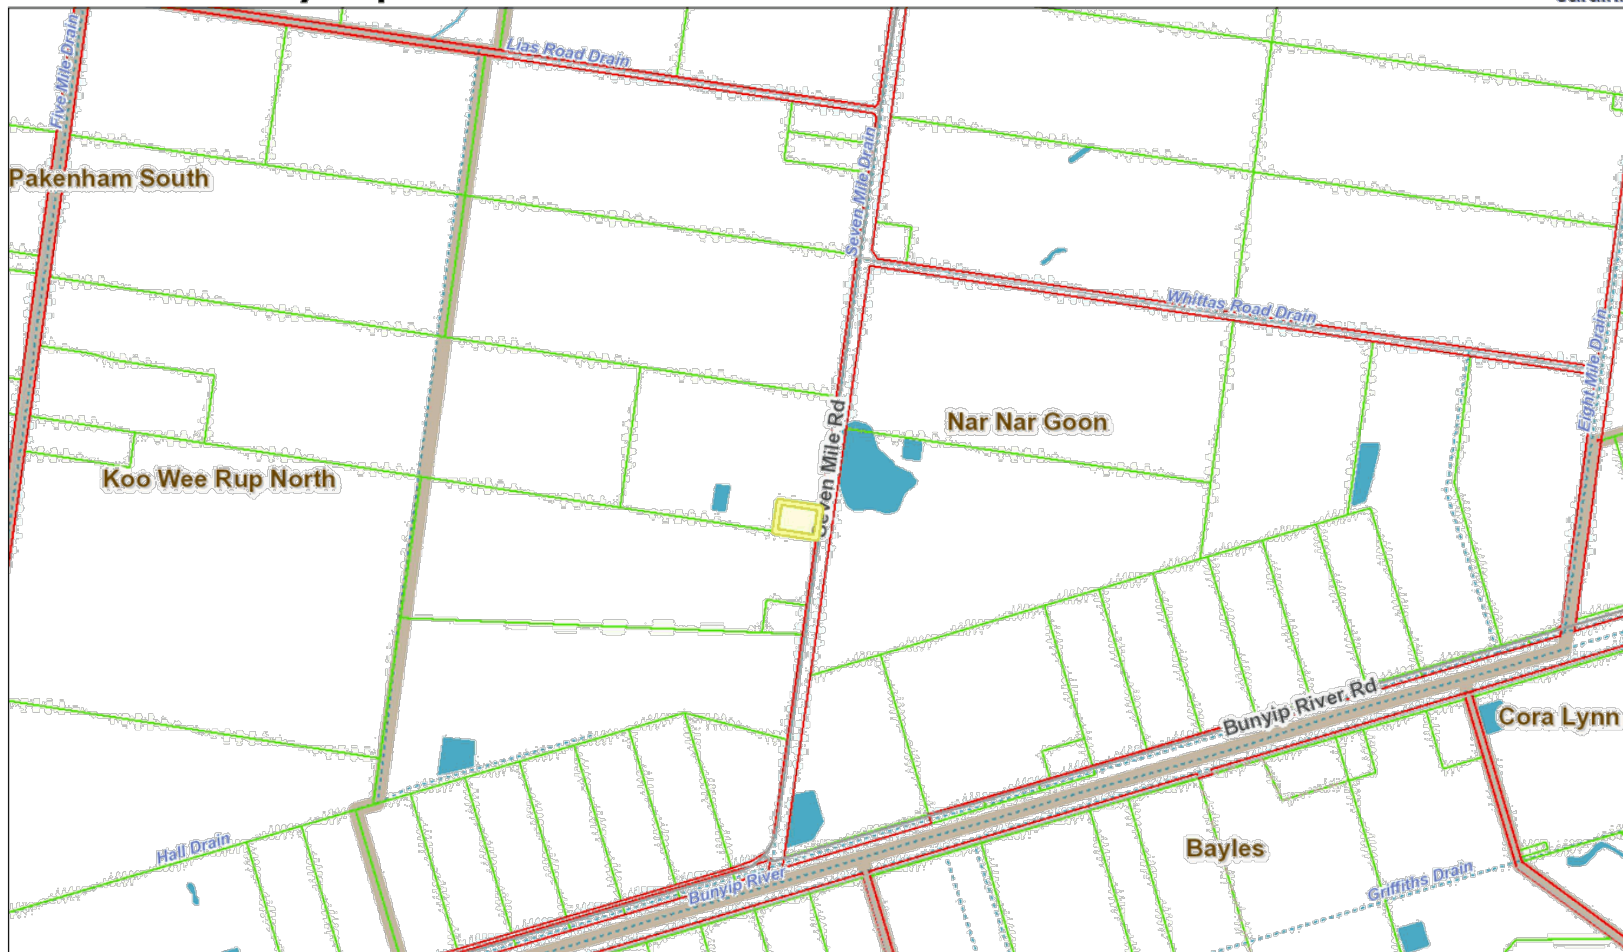 Lias Road Drain
Five Mile Drain
Seven Mile Drain
Pakenham South
Whittas Road Drain
Eight Mile Drain
Seven Mile Rd
Nar Nar Goon
Koo Wee Rup North
Bunyip River Rd
Cora Lynn
Hall Drain
Bayles
Bunyip River
Griffiths Drain